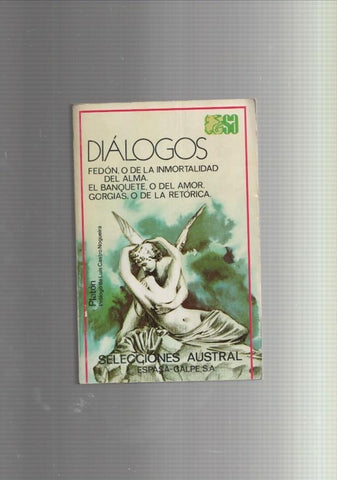 DIÁLOGOS
FEDÓN, O DE LA INMORTALIDAD
DEL ALMA.
EL BANQUETE, O DEL AMOR.
GORGIAS, O DE LA RETÓRICA.
Platón
Prólogo de Luis Castro Nogueira
SELECCIONES AUSTRAL
ESPASA-CALPE, S.A.